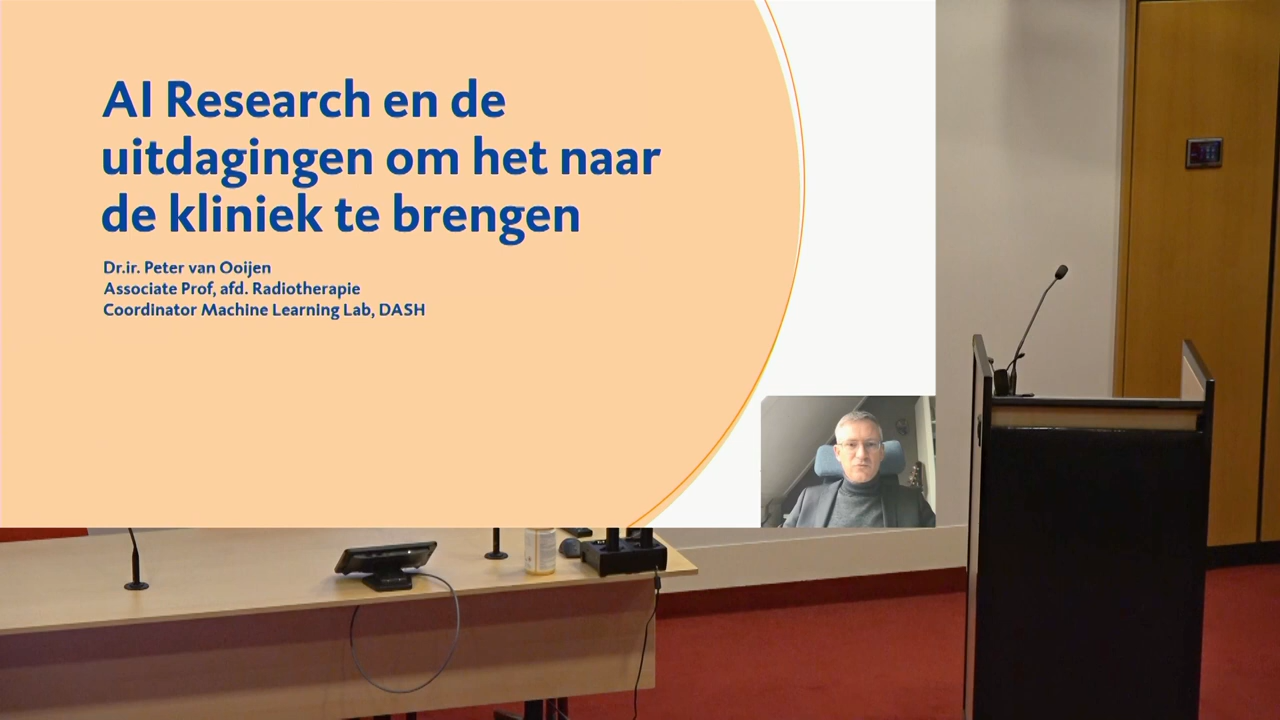 AI Research en de
uitdagingen om het naar
de kliniek te brengen
Dr.ir. Peter van Ooijen
Associate Prof, afd. Radiotherapie
Coordinator Machine Learning Lab, DASH